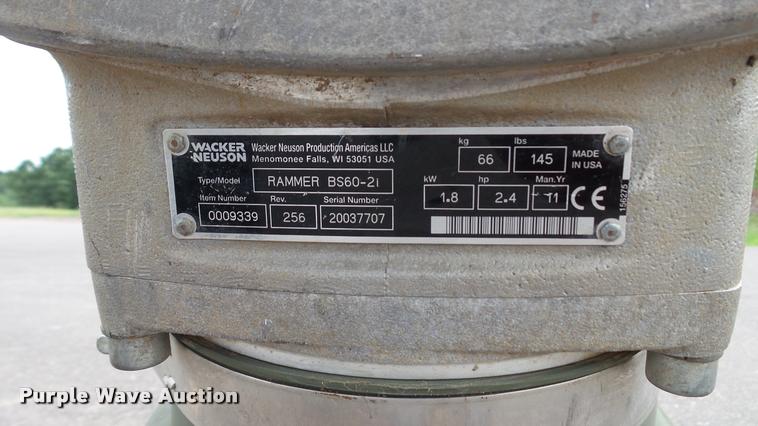 WACKER NEUSON
Wacker Neuson Production Americas LLC
Menomonee Falls, WI 53051 USA
Type/Model RAMMER BS60-2i
Item Number Rev. Serial Number
0009339 256 20037707
kg lbs
66 145 MADE IN USA
kW hp Man.Yr
1.8 2.4 11 CE
156275
Purple Wave Auction